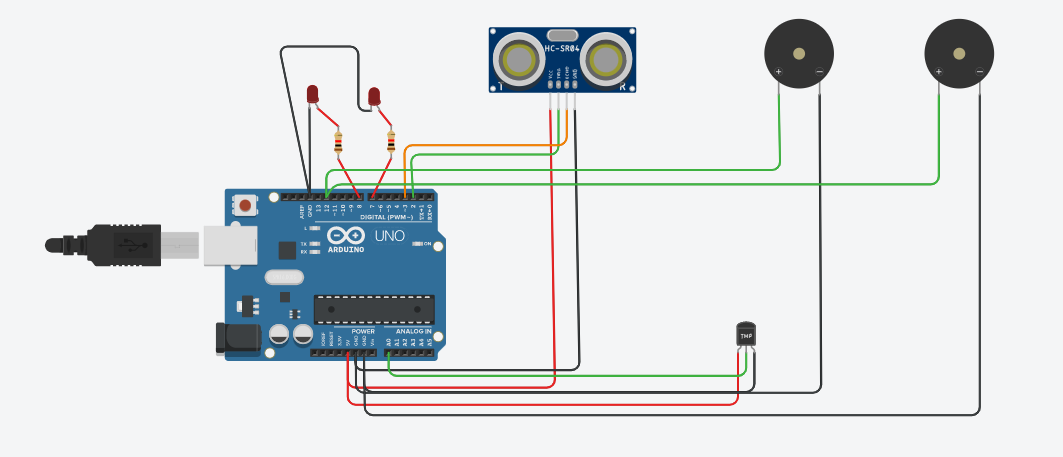 HC-SR04
VCC
TRIG
ECHO
GND
T
R
+
−
+
−
AREF
GND
13
12
~11
~10
~9
8
7
~6
~5
4
~3
2
TX→1
RX←0
DIGITAL (PWM~)
L
TX
RX
UNO
ARDUINO
ON
POWER
ANALOG IN
IOREF
RESET
3.3V
5V
GND
GND
Vin
A0
A1
A2
A3
A4
A5
TMP